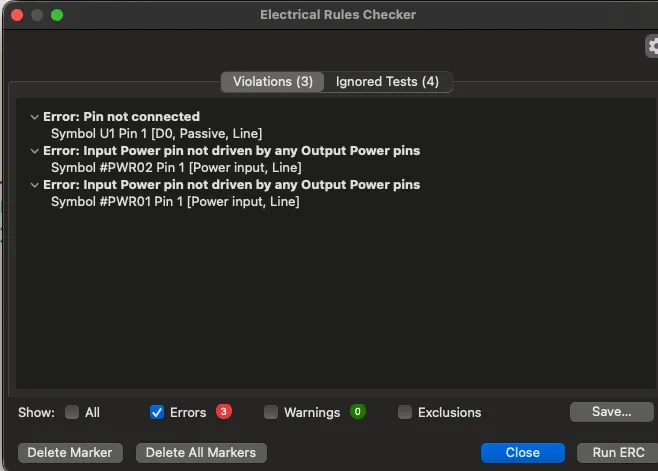 Electrical Rules Checker
Violations (3) Ignored Tests (4)
Error: Pin not connected
Symbol U1 Pin 1 [D0, Passive, Line]
Error: Input Power pin not driven by any Output Power pins
Symbol #PWR02 Pin 1 [Power input, Line]
Error: Input Power pin not driven by any Output Power pins
Symbol #PWR01 Pin 1 [Power input, Line]
Show: All Errors 3 Warnings 0 Exclusions Save...
Delete Marker Delete All Markers Close Run ERC